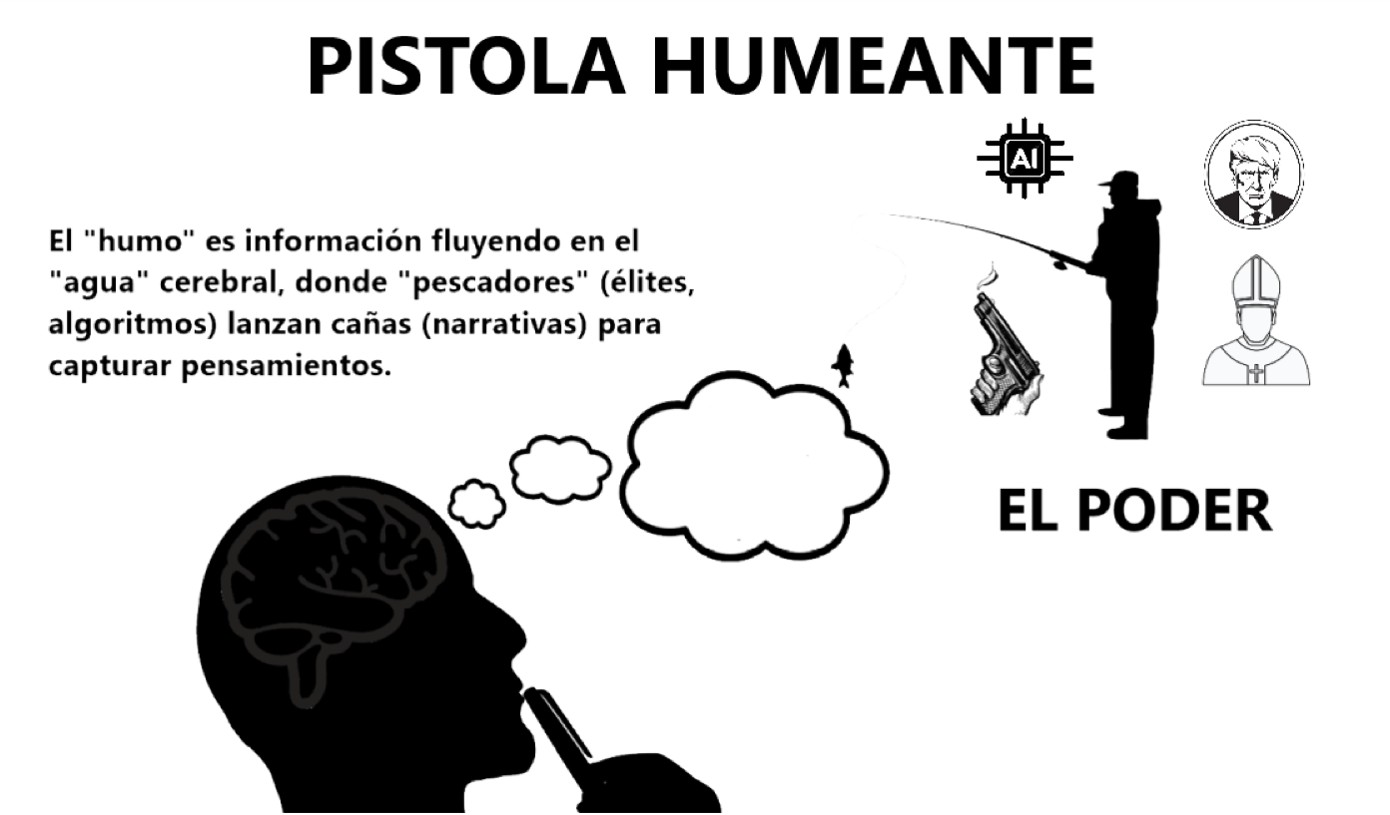 PISTOLA HUMEANTE
AI
El "humo" es información fluyendo en el
"agua" cerebral, donde "pescadores" (élites,
algoritmos) lanzan cañas (narrativas) para
capturar pensamientos.
EL PODER